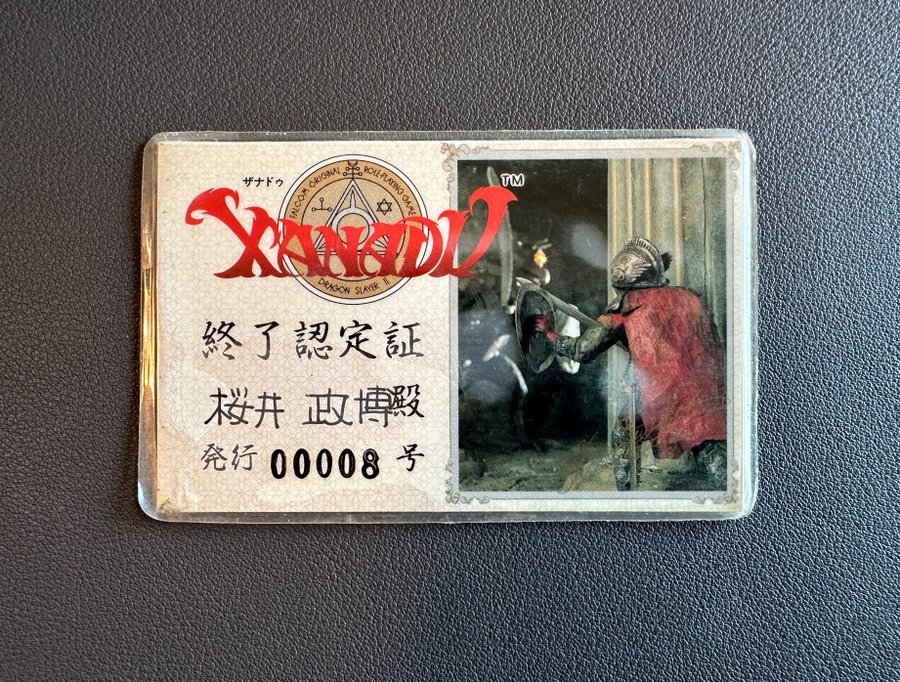 ザナドゥ
FALCOM ORIGINAL ROLE-PLAYING GAME
XANADU TM
DRAGON SLAYER II
終了認定証
桜井 政博殿
発行 00008 号